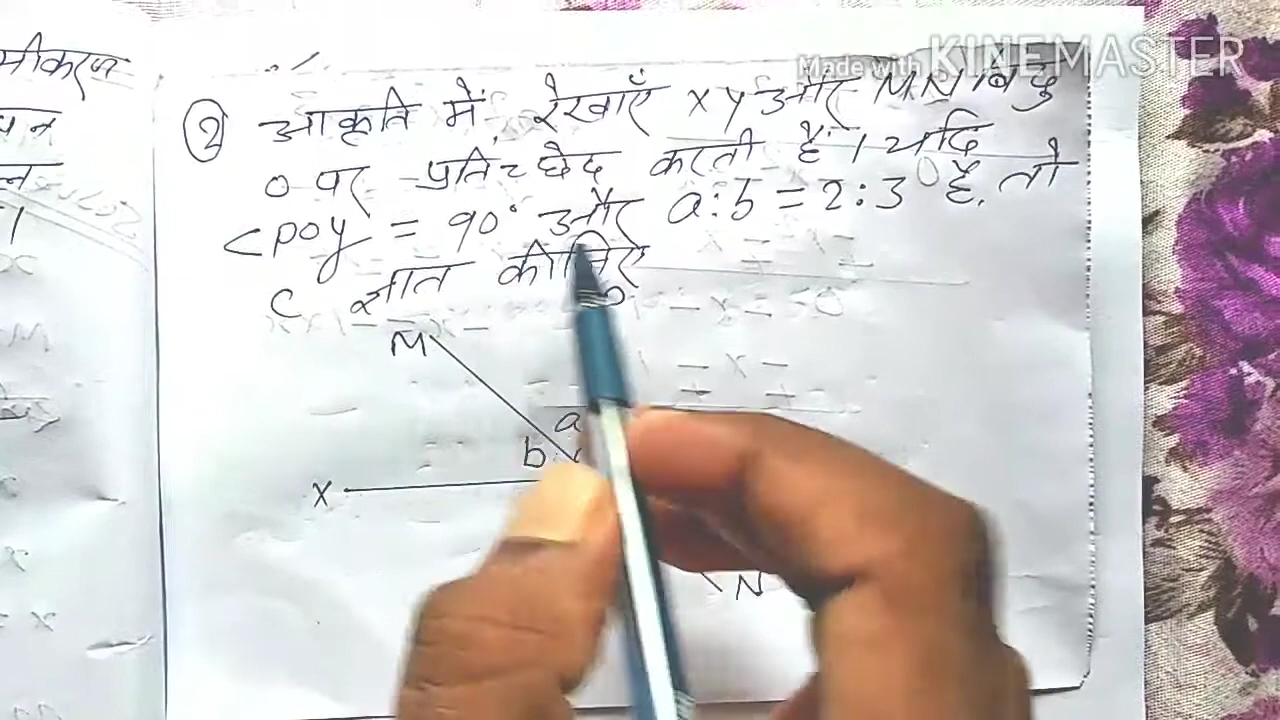 Made with KINEMASTER
② आकृति में, रेखाएँ XY और MN बिंदु
O पर प्रतिच्छेद करती हैं। यदि
<POY = 90° और a:b = 2:3 है, तो
C ज्ञात कीजिए
M
a
b
X
N